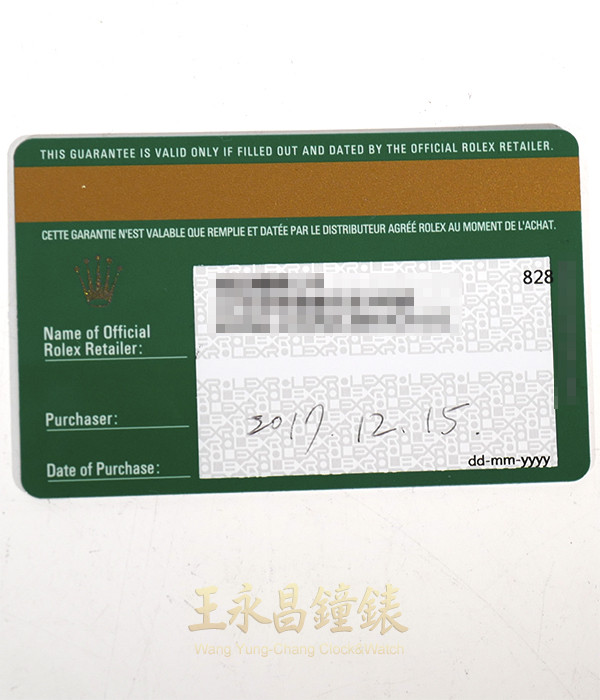 THIS GUARANTEE IS VALID ONLY IF FILLED OUT AND DATED BY THE OFFICIAL ROLEX RETAILER.
CETTE GARANTIE N'EST VALABLE QUE REMPLIE ET DATÉE PAR LE DISTRIBUTEUR AGRÉÉ ROLEX AU MOMENT DE L'ACHAT.
828
Name of Official
Rolex Retailer:
Purchaser:
2017. 12. 15.
Date of Purchase:
dd-mm-yyyy
王永昌鐘錶
Wang Yung-Chang Clock&Watch